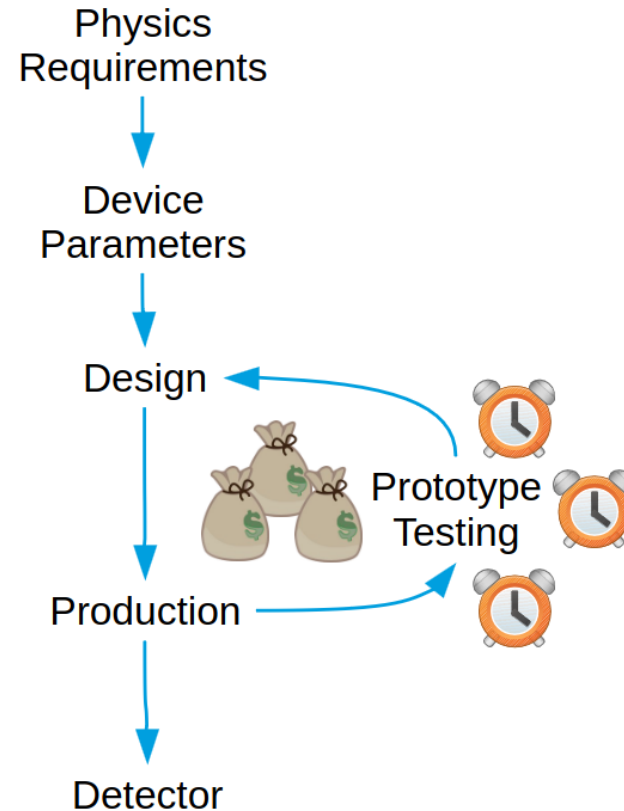 Physics
Requirements
Device
Parameters
Design
$
$
$
Prototype
Testing
Production
Detector